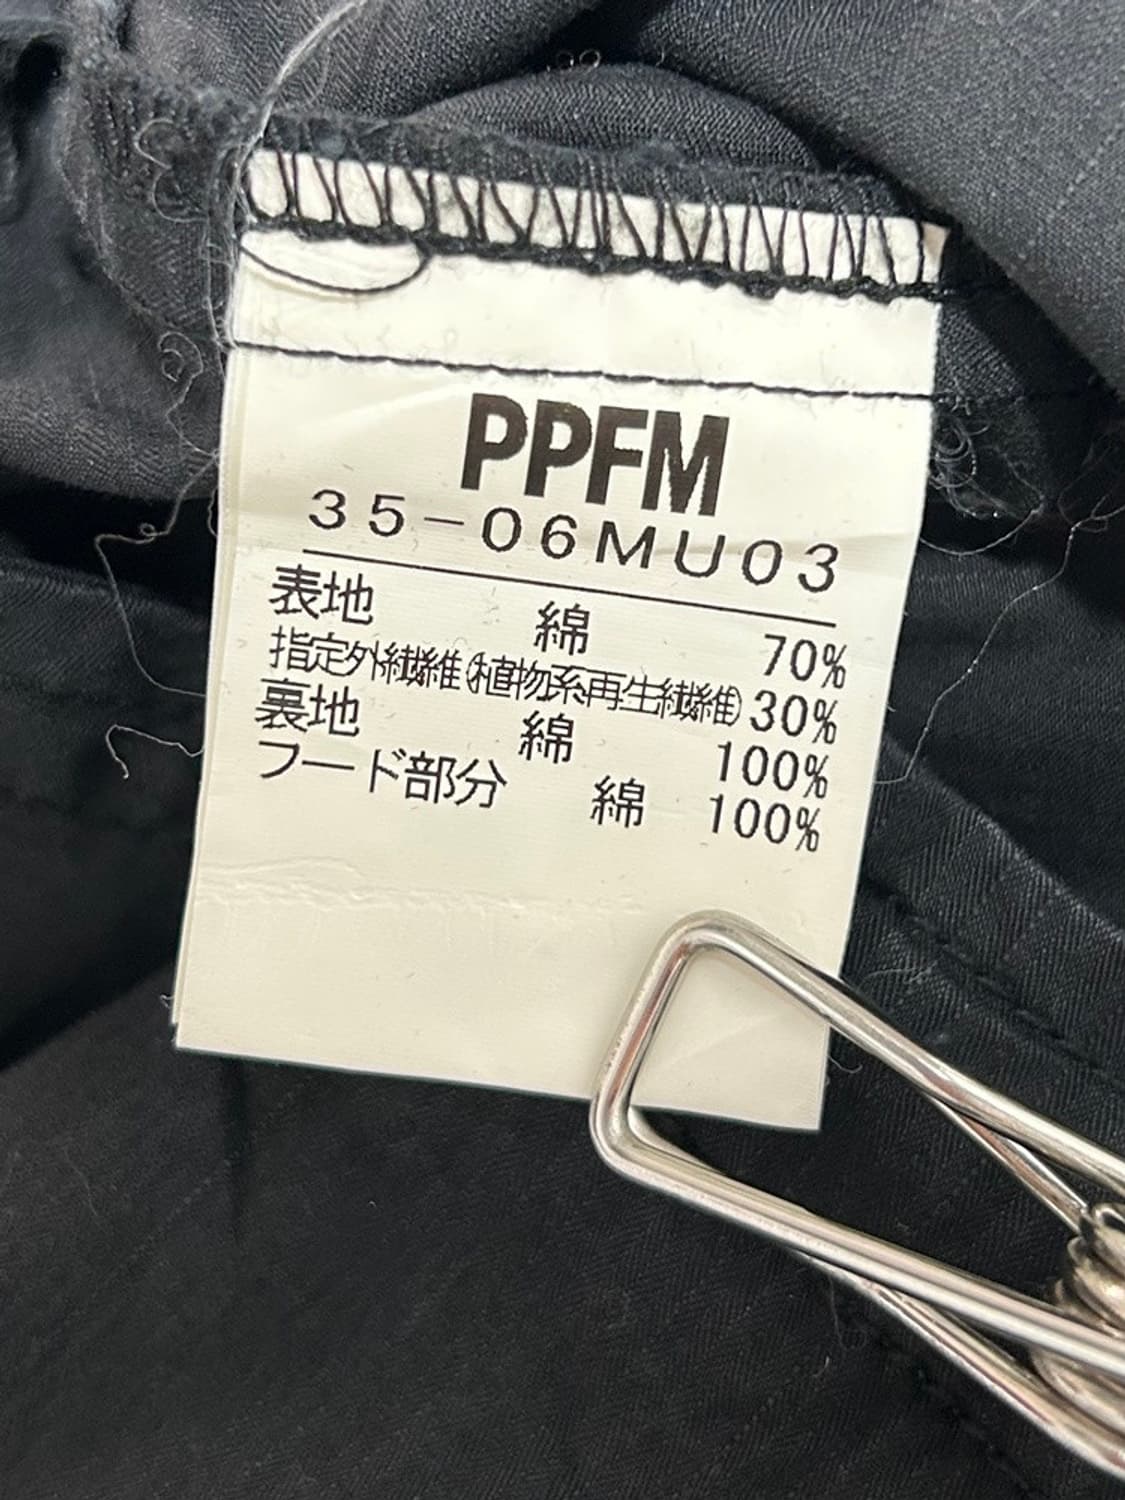 PPFM
35-06MU03
表地 綿 70%
指定外繊維(植物系再生繊維)30%
裏地 綿 100%
フード部分 綿 100%